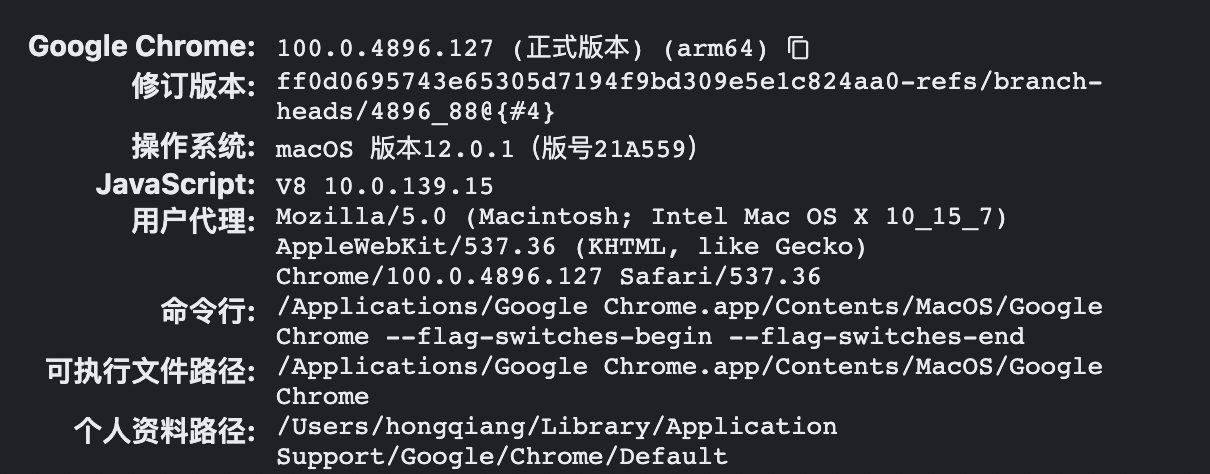 Google Chrome: 100.0.4896.127 (正式版本) (arm64)
修订版本: ff0d0695743e65305d7194f9bd309e5e1c824aa0-refs/branch-
heads/4896_88@{#4}
操作系统: macOS 版本12.0.1（版号21A559）
JavaScript: V8 10.0.139.15
用户代理: Mozilla/5.0 (Macintosh; Intel Mac OS X 10_15_7)
AppleWebKit/537.36 (KHTML, like Gecko)
Chrome/100.0.4896.127 Safari/537.36
命令行: /Applications/Google Chrome.app/Contents/MacOS/Google
Chrome --flag-switches-begin --flag-switches-end
可执行文件路径: /Applications/Google Chrome.app/Contents/MacOS/Google
Chrome
个人资料路径: /Users/hongqiang/Library/Application
Support/Google/Chrome/Default